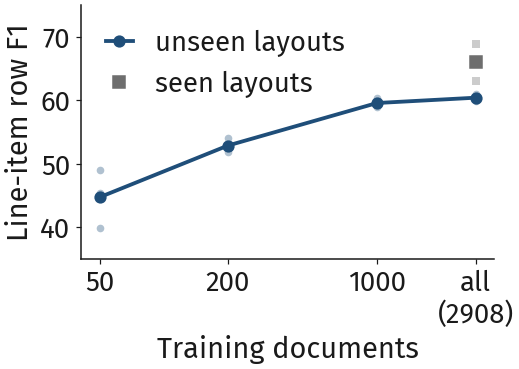 Line-item row F1
70
60
50
40
unseen layouts
seen layouts
50
200
1000
all
(2908)
Training documents